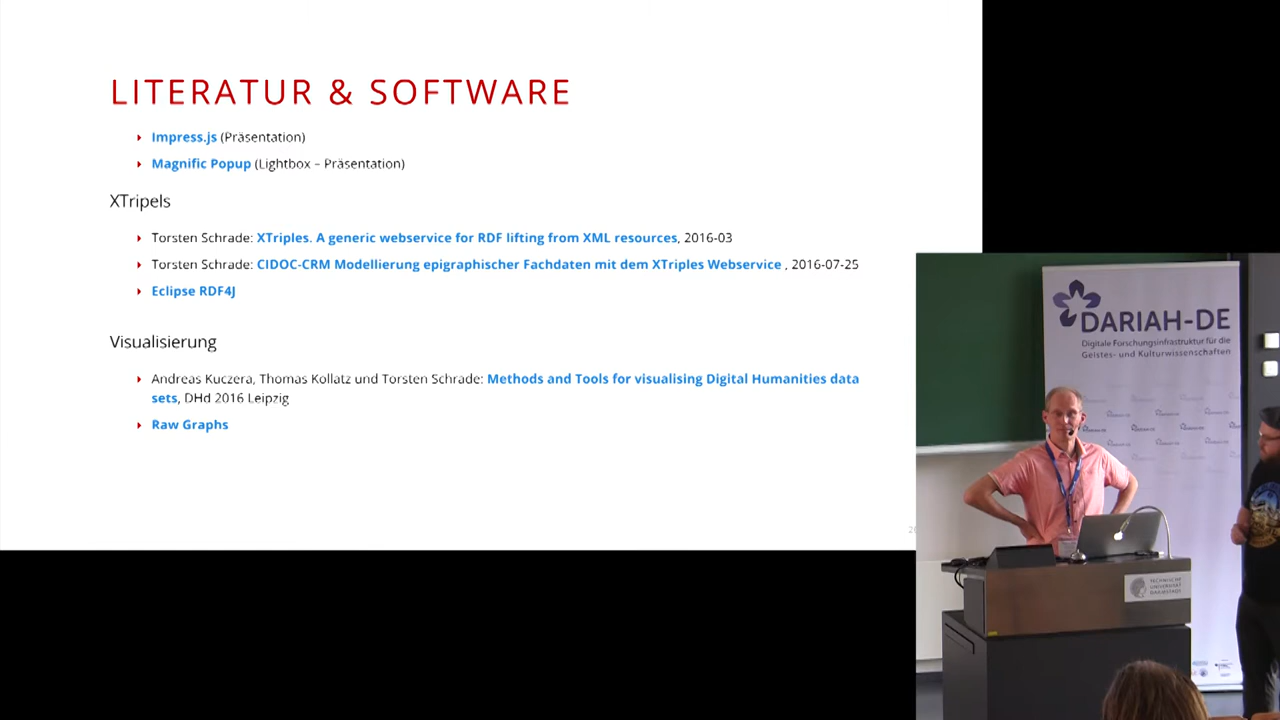 LITERATUR & SOFTWARE
Impress.js (Präsentation)
Magnific Popup (Lightbox – Präsentation)
XTripels
Torsten Schrade: XTriples. A generic webservice for RDF lifting from XML resources, 2016-03
Torsten Schrade: CIDOC-CRM Modellierung epigraphischer Fachdaten mit dem XTriples Webservice , 2016-07-25
Eclipse RDF4J
Visualisierung
Andreas Kuczera, Thomas Kollatz und Torsten Schrade: Methods and Tools for visualising Digital Humanities data
sets, DHd 2016 Leipzig
Raw Graphs
DARIAH-DE
Digitale Forschungsinfrastruktur für die
Geistes- und Kulturwissenschaften
TECHNISCHE
UNIVERSITÄT
DARMSTADT